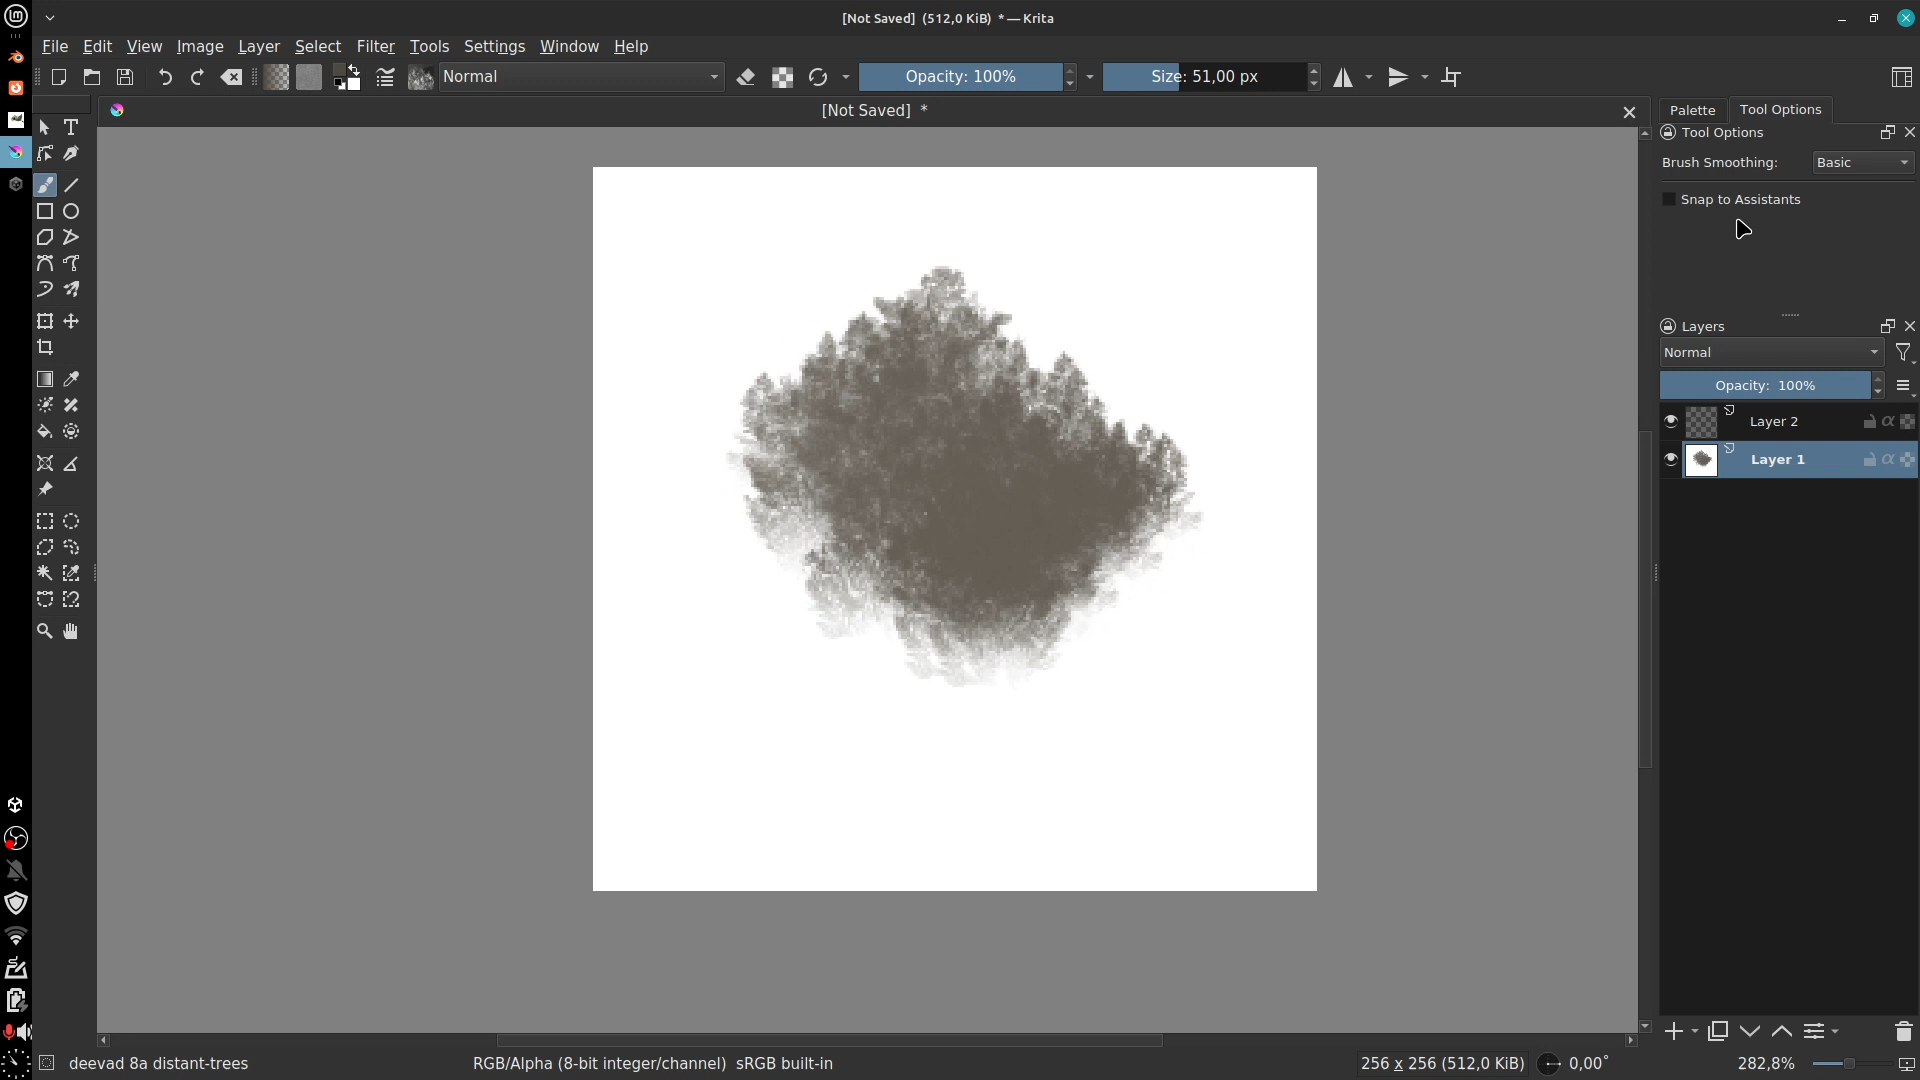 [Not Saved]  (512,0 KiB)  * — Krita
File Edit View Image Layer Select Filter Tools Settings Window Help
Normal
Opacity: 100%
Size: 51,00 px
[Not Saved]  *
Palette
Tool Options
Tool Options
Brush Smoothing:
Basic
Snap to Assistants
Layers
Normal
Opacity:  100%
Layer 2
Layer 1
deevad 8a distant-trees
RGB/Alpha (8-bit integer/channel)  sRGB built-in
256 x 256 (512,0 KiB)
0,00°
282,8%